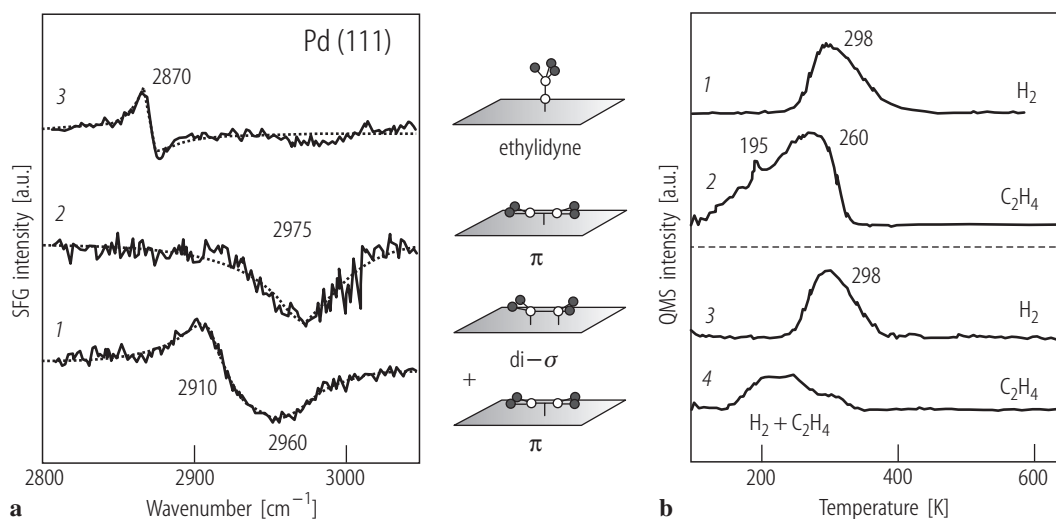 Pd (111)
3
2870
2
2975
1
2910
2960
SFG intensity [a.u.]
2800
2900
3000
Wavenumber [cm⁻¹]
a
ethylidyne
π
di–σ
+
π
1
298
H₂
2
195
260
C₂H₄
3
298
H₂
4
C₂H₄
H₂ + C₂H₄
QMS intensity [a.u.]
200
400
600
Temperature [K]
b